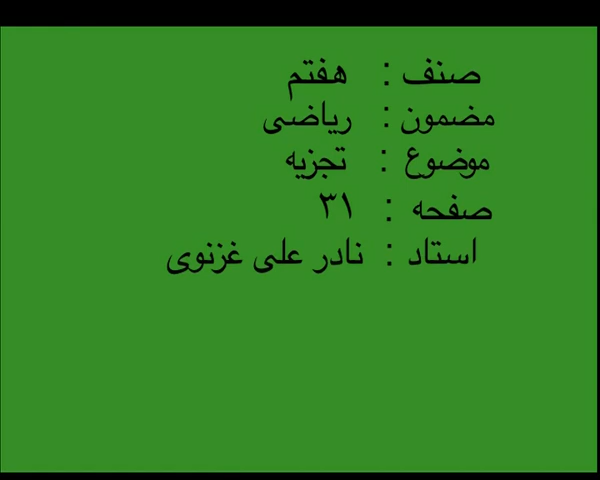 صنف : هفتم
مضمون : ریاضی
موضوع : تجزیه
صفحه : ۳۱
استاد : نادر علی غزنوی